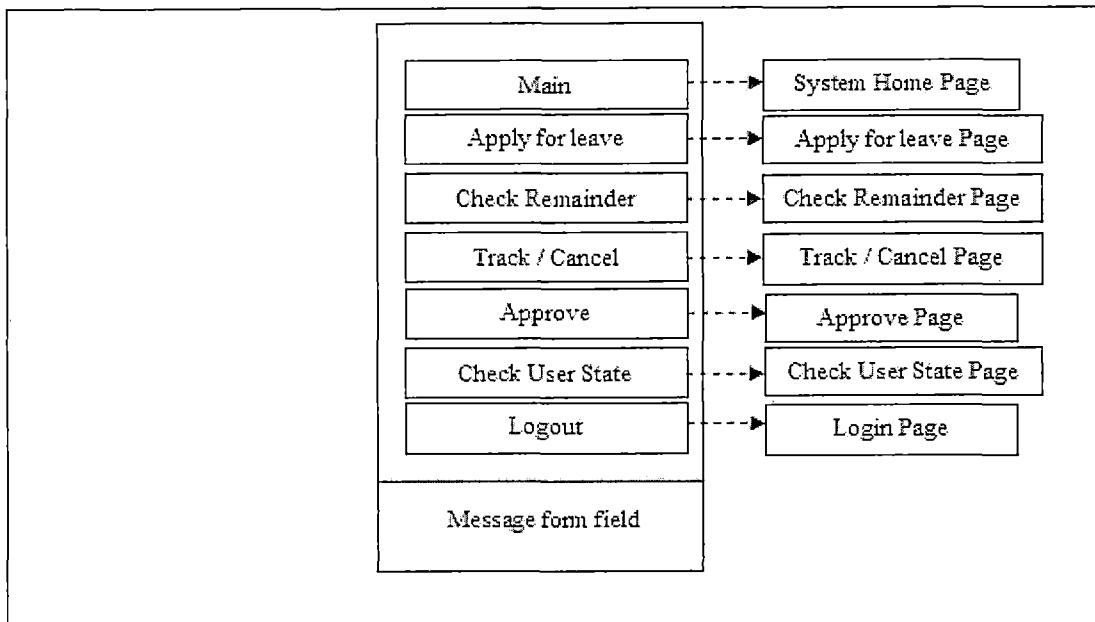 Main
System Home Page
Apply for leave
Apply for leave Page
Check Remainder
Check Remainder Page
Track / Cancel
Track / Cancel Page
Approve
Approve Page
Check User State
Check User State Page
Logout
Login Page
Message form field